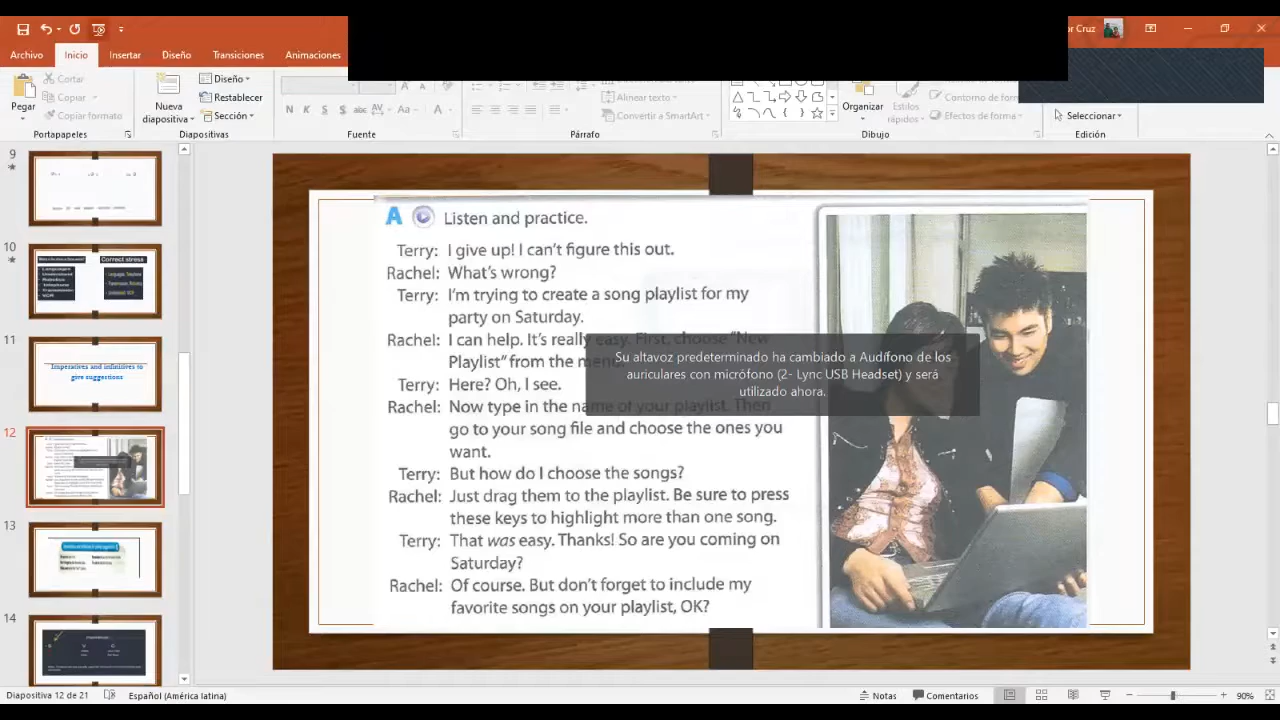 or Cruz
Archivo Inicio Insertar Diseño Transiciones Animaciones
Pegar
Cortar
Copiar
Copiar formato
Portapapeles
Nueva
diapositiva
Diseño
Restablecer
Sección
Diapositivas
N K S S abc AV Aa A
Fuente
Alinear texto
Convertir a SmartArt
Párrafo
Organizar
Estilos
rápidos
Contorno de form
Efectos de forma
Dibujo
Seleccionar
Edición
9
10
Correct stress
11
Imperatives and infinitives to
give suggestions
12
13
14
A Listen and practice.
Terry: I give up! I can't figure this out.
Rachel: What's wrong?
Terry: I'm trying to create a song playlist for my
party on Saturday.
Rachel: I can help. It's really easy. First, choose "New
Playlist" from the menu.
Terry: Here? Oh, I see.
Rachel: Now type in the name of your playlist. Then
go to your song file and choose the ones you
want.
Terry: But how do I choose the songs?
Rachel: Just drag them to the playlist. Be sure to press
these keys to highlight more than one song.
Terry: That was easy. Thanks! So are you coming on
Saturday?
Rachel: Of course. But don't forget to include my
favorite songs on your playlist, OK?
Su altavoz predeterminado ha cambiado a Audífono de los
auriculares con micrófono (2- Lync USB Headset) y será
utilizado ahora.
Diapositiva 12 de 21 Español (América latina) Notas Comentarios 90%